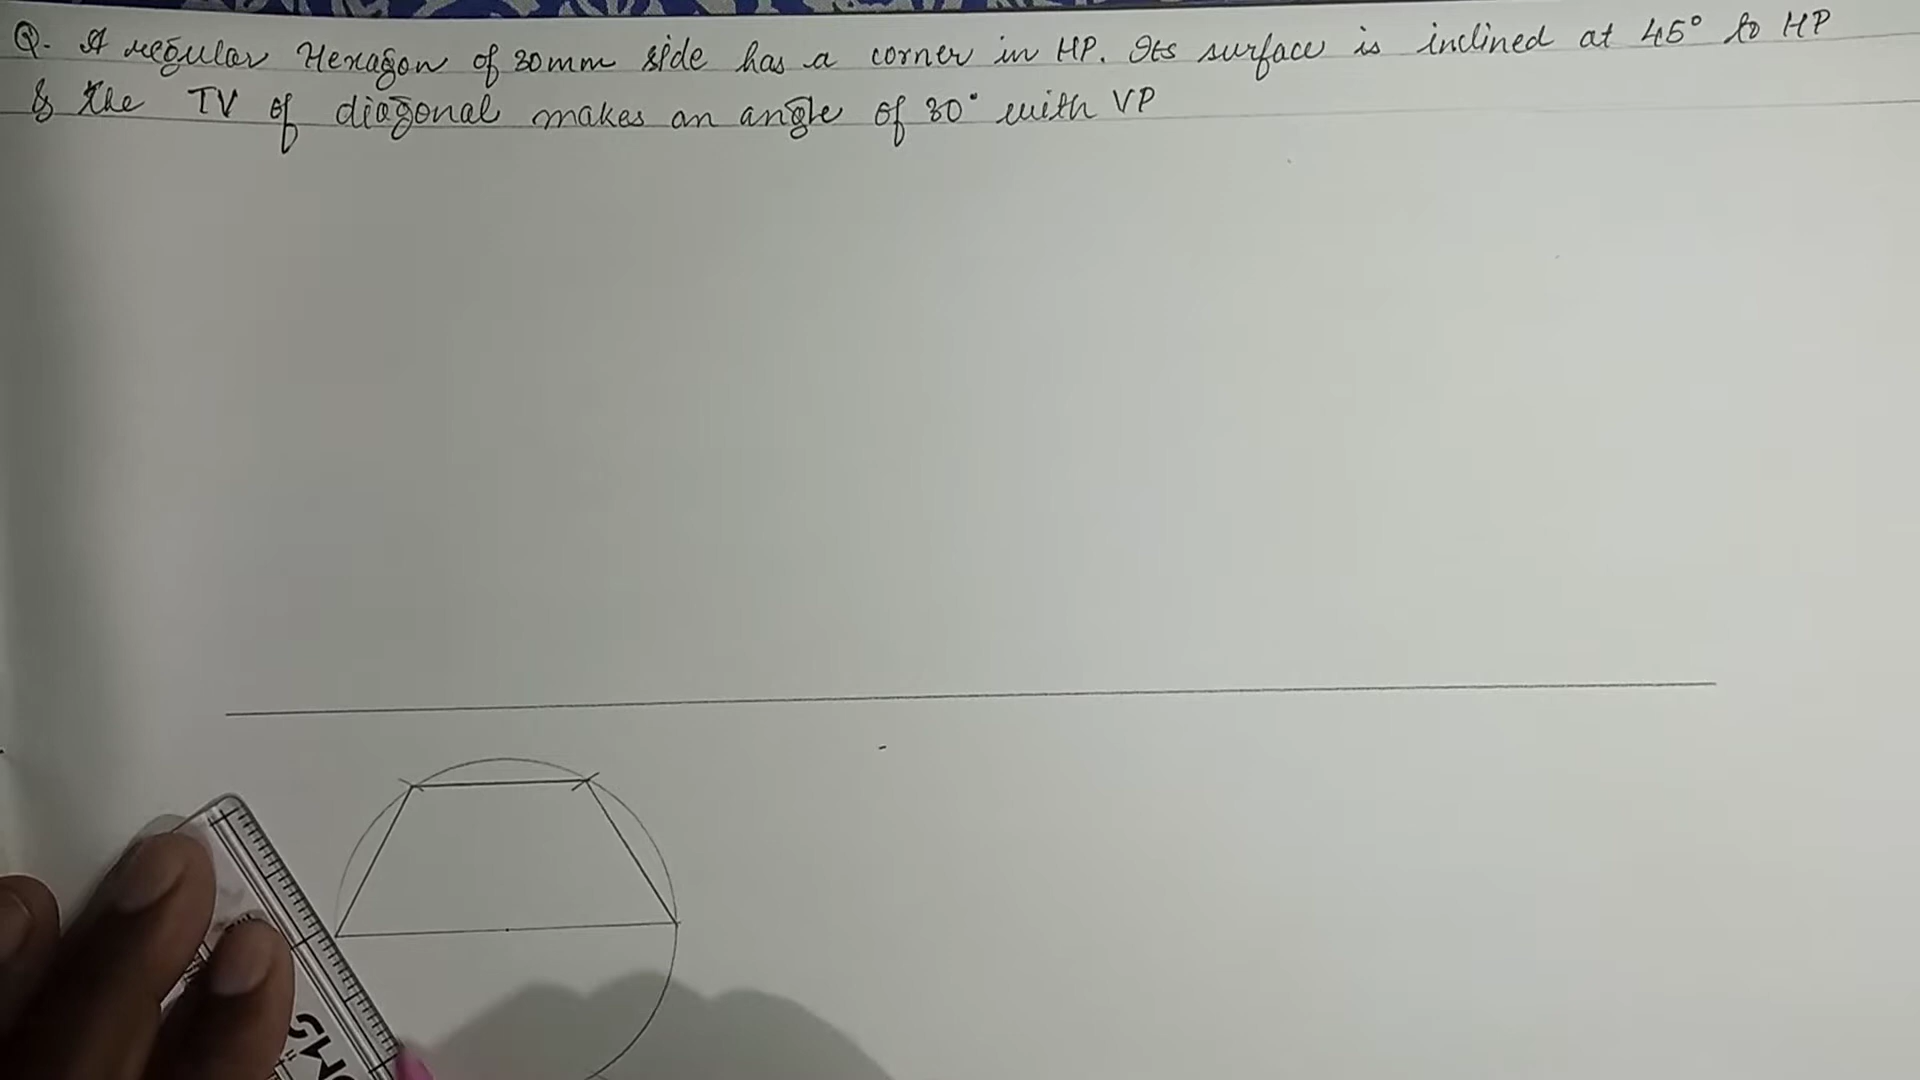 Q. A regular Hexagon of 30mm side has a corner in HP. Its surface is inclined at 45° to HP
& the TV of diagonal makes an angle of 30° with VP